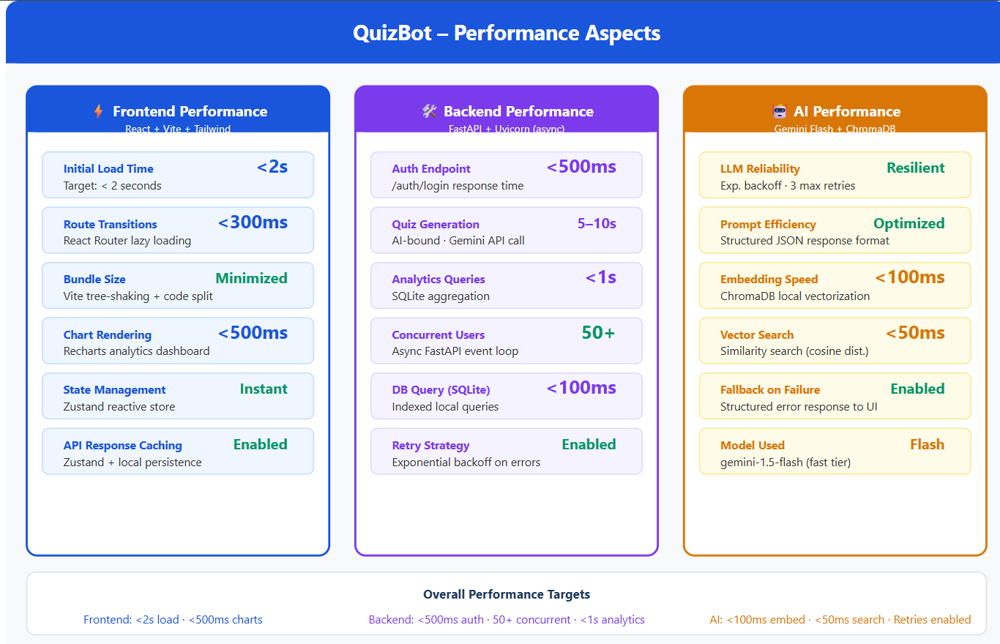 QuizBot – Performance Aspects
Frontend Performance
React + Vite + Tailwind
Initial Load Time <2s
Target: < 2 seconds
Route Transitions <300ms
React Router lazy loading
Bundle Size Minimized
Vite tree-shaking + code split
Chart Rendering <500ms
Recharts analytics dashboard
State Management Instant
Zustand reactive store
API Response Caching Enabled
Zustand + local persistence
Backend Performance
FastAPI + Uvicorn (async)
Auth Endpoint <500ms
/auth/login response time
Quiz Generation 5–10s
AI-bound · Gemini API call
Analytics Queries <1s
SQLite aggregation
Concurrent Users 50+
Async FastAPI event loop
DB Query (SQLite) <100ms
Indexed local queries
Retry Strategy Enabled
Exponential backoff on errors
AI Performance
Gemini Flash + ChromaDB
LLM Reliability Resilient
Exp. backoff · 3 max retries
Prompt Efficiency Optimized
Structured JSON response format
Embedding Speed <100ms
ChromaDB local vectorization
Vector Search <50ms
Similarity search (cosine dist.)
Fallback on Failure Enabled
Structured error response to UI
Model Used Flash
gemini-1.5-flash (fast tier)
Overall Performance Targets
Frontend: <2s load · <500ms charts
Backend: <500ms auth · 50+ concurrent · <1s analytics
AI: <100ms embed · <50ms search · Retries enabled